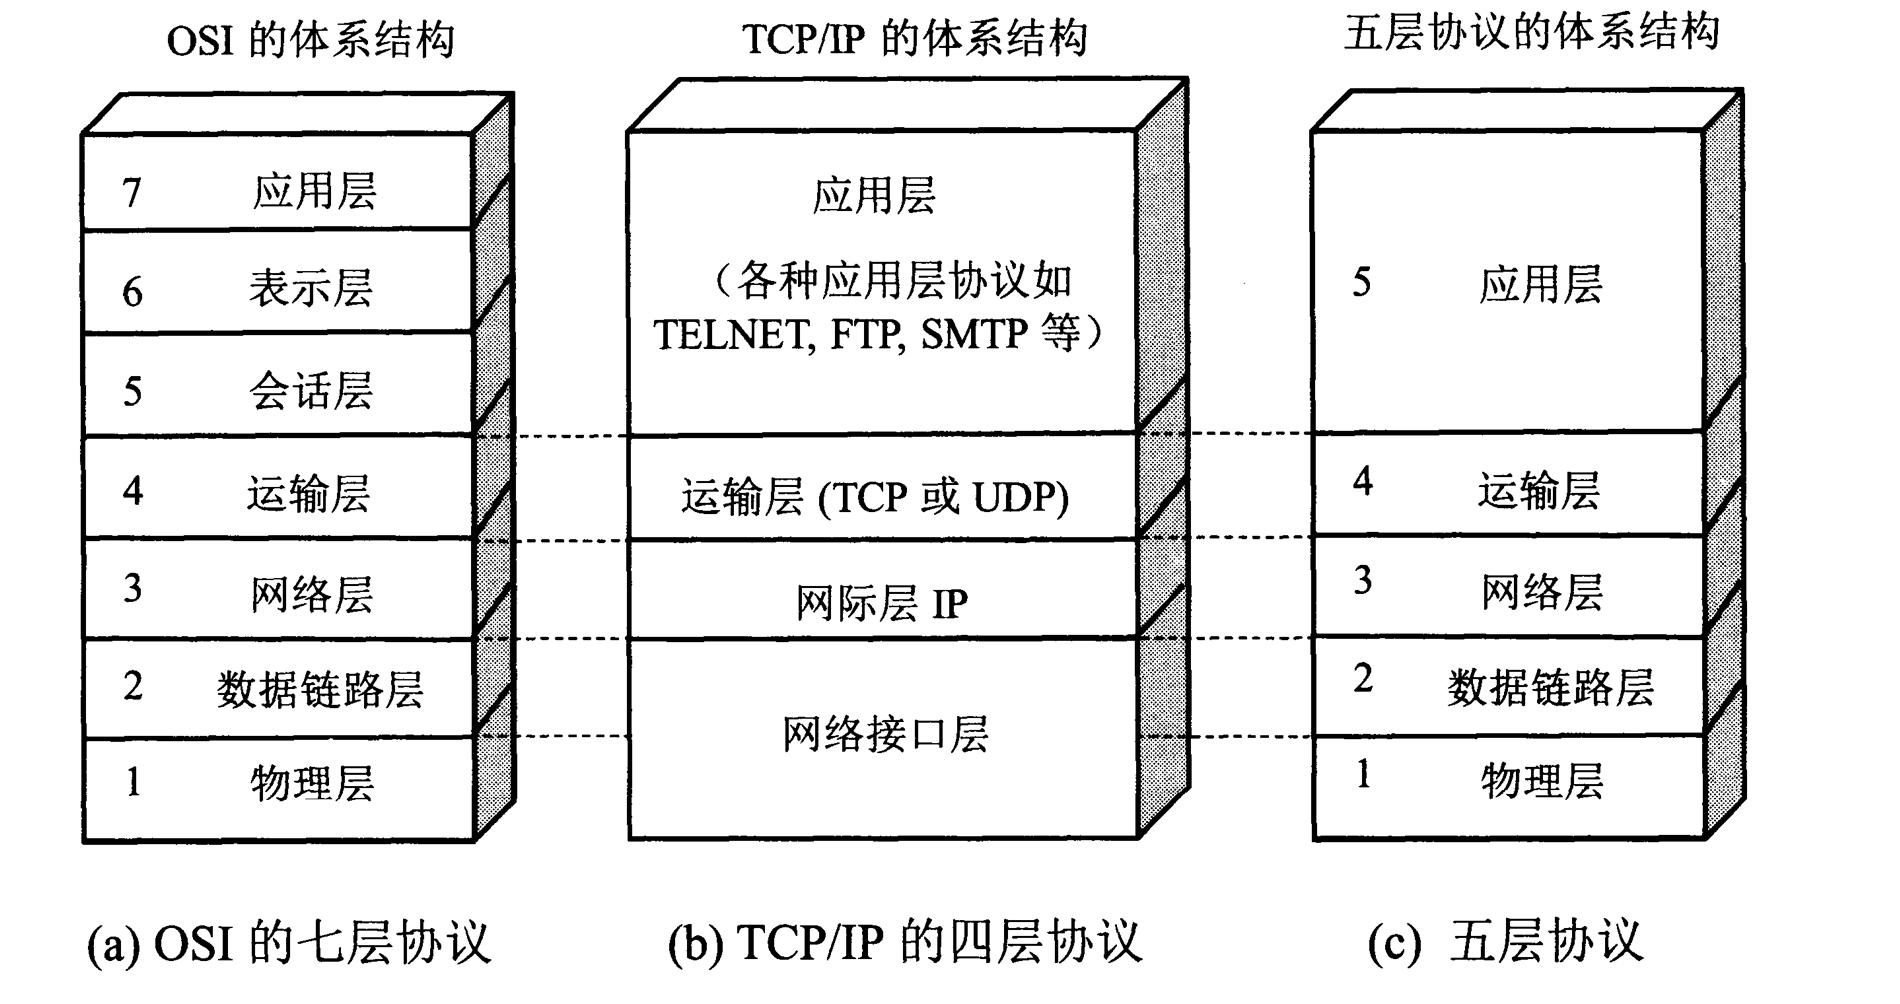 OSI 的体系结构
TCP/IP 的体系结构
五层协议的体系结构
7 应用层
6 表示层
5 会话层
4 运输层
3 网络层
2 数据链路层
1 物理层
应用层
（各种应用层协议如
TELNET, FTP, SMTP 等）
运输层 (TCP 或 UDP)
网际层 IP
网络接口层
5 应用层
4 运输层
3 网络层
2 数据链路层
1 物理层
(a) OSI 的七层协议
(b) TCP/IP 的四层协议
(c) 五层协议